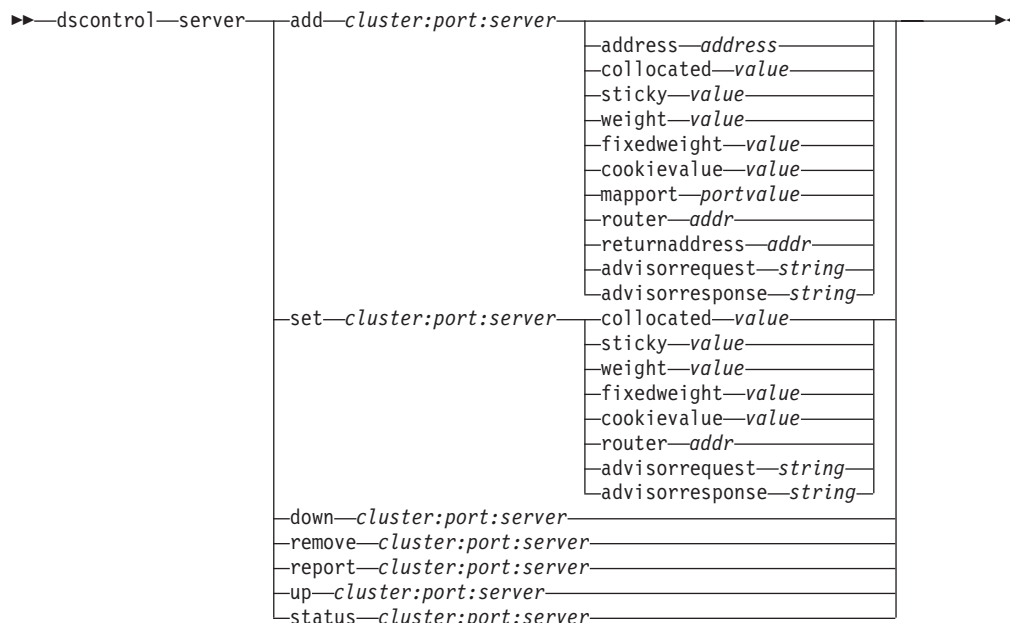 dscontrol server add cluster:port:server
address address
collocated value
sticky value
weight value
fixedweight value
cookievalue value
mapport portvalue
router addr
returnaddress addr
advisorrequest string
advisorresponse string
set cluster:port:server collocated value
sticky value
weight value
fixedweight value
cookievalue value
router addr
advisorrequest string
advisorresponse string
down cluster:port:server
remove cluster:port:server
report cluster:port:server
up cluster:port:server
status cluster:port:server